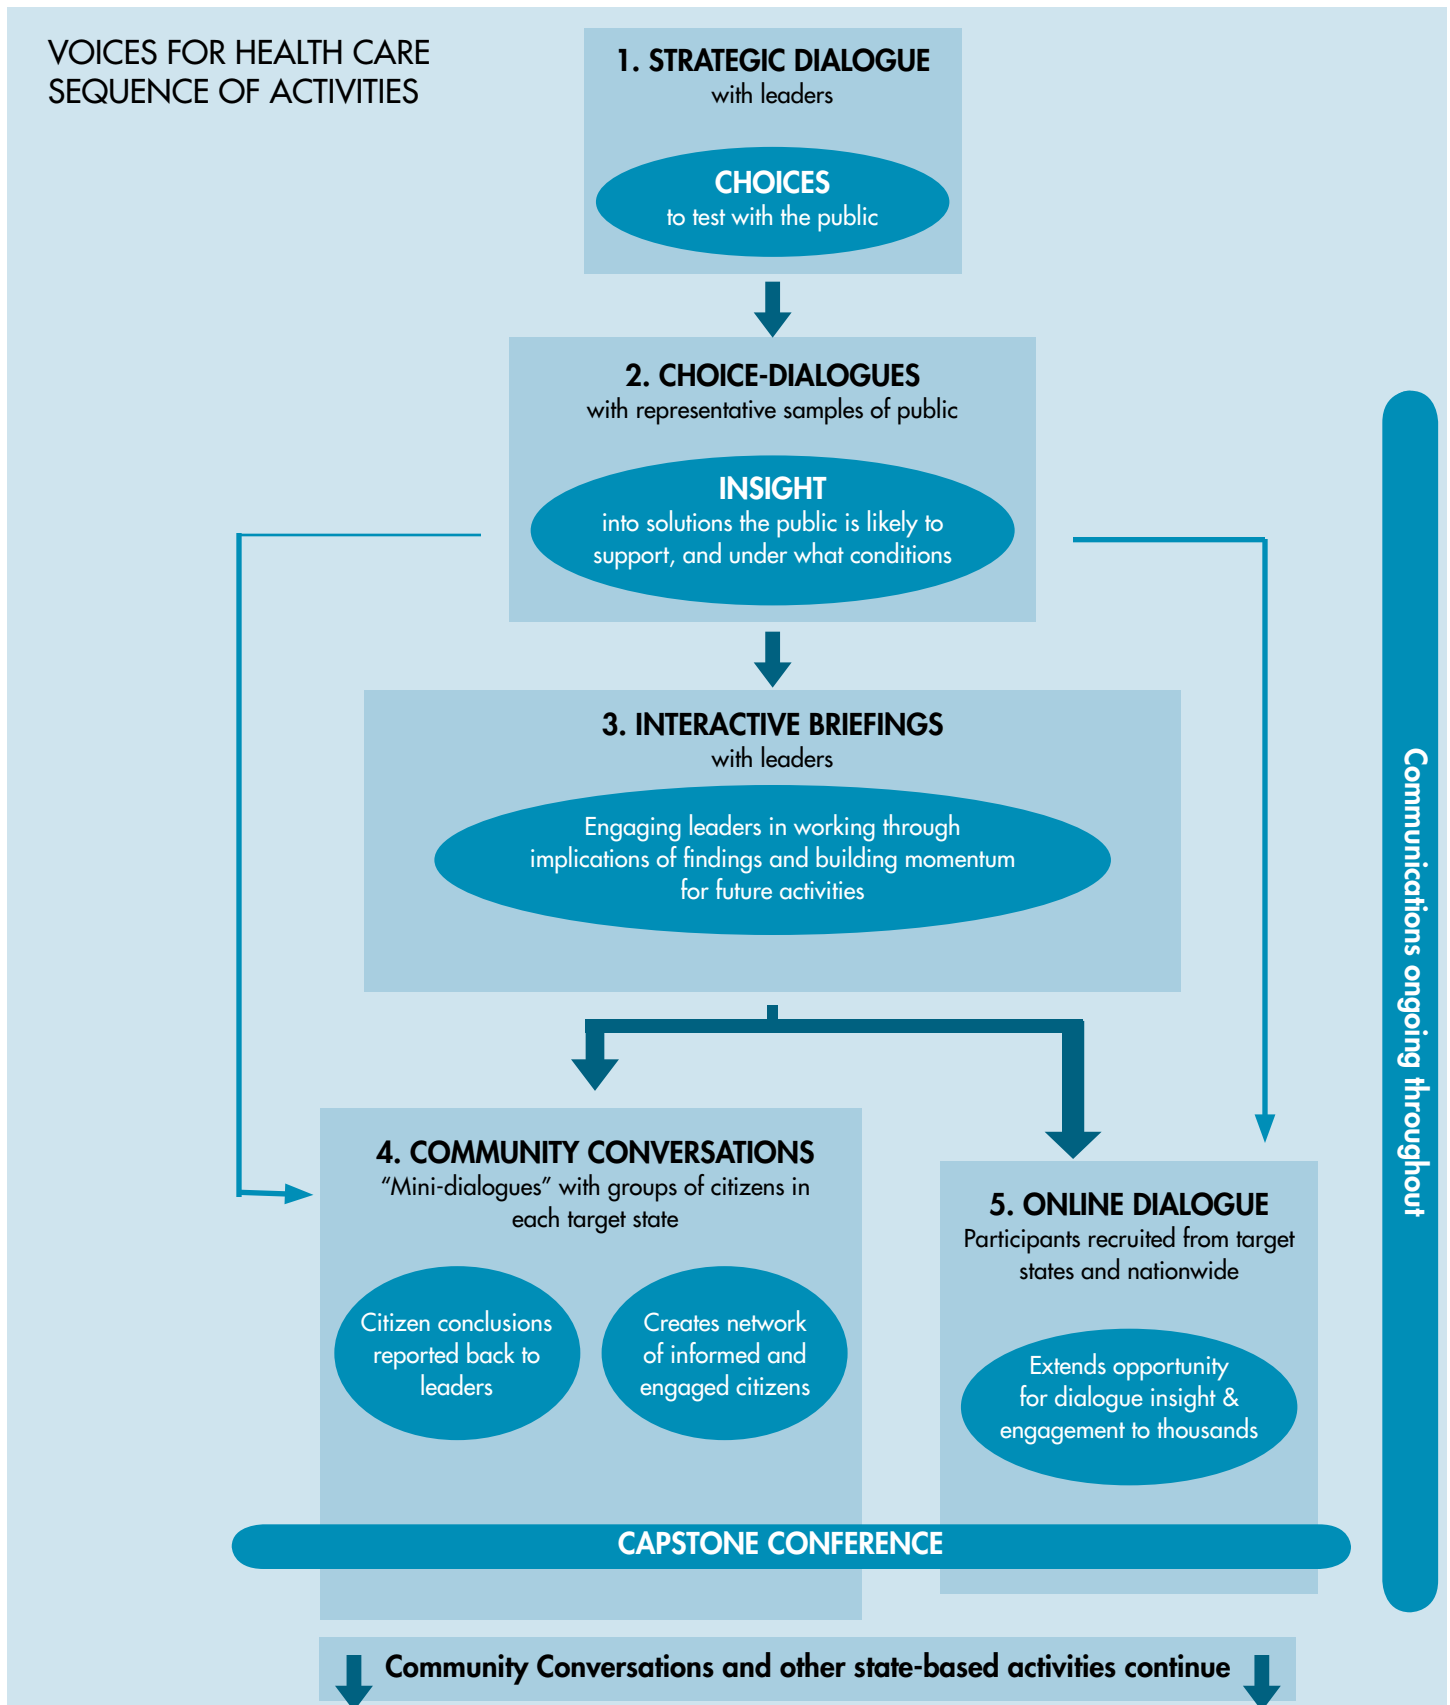 VOICES FOR HEALTH CARE
SEQUENCE OF ACTIVITIES
1. STRATEGIC DIALOGUE
with leaders
CHOICES
to test with the public
2. CHOICE-DIALOGUES
with representative samples of public
INSIGHT
into solutions the public is likely to
support, and under what conditions
3. INTERACTIVE BRIEFINGS
with leaders
Engaging leaders in working through
implications of findings and building momentum
for future activities
4. COMMUNITY CONVERSATIONS
“Mini-dialogues” with groups of citizens in
each target state
Citizen conclusions
reported back to
leaders
Creates network
of informed and
engaged citizens
5. ONLINE DIALOGUE
Participants recruited from target
states and nationwide
Extends opportunity
for dialogue insight &
engagement to thousands
CAPSTONE CONFERENCE
Community Conversations and other state-based activities continue
Communications ongoing throughout